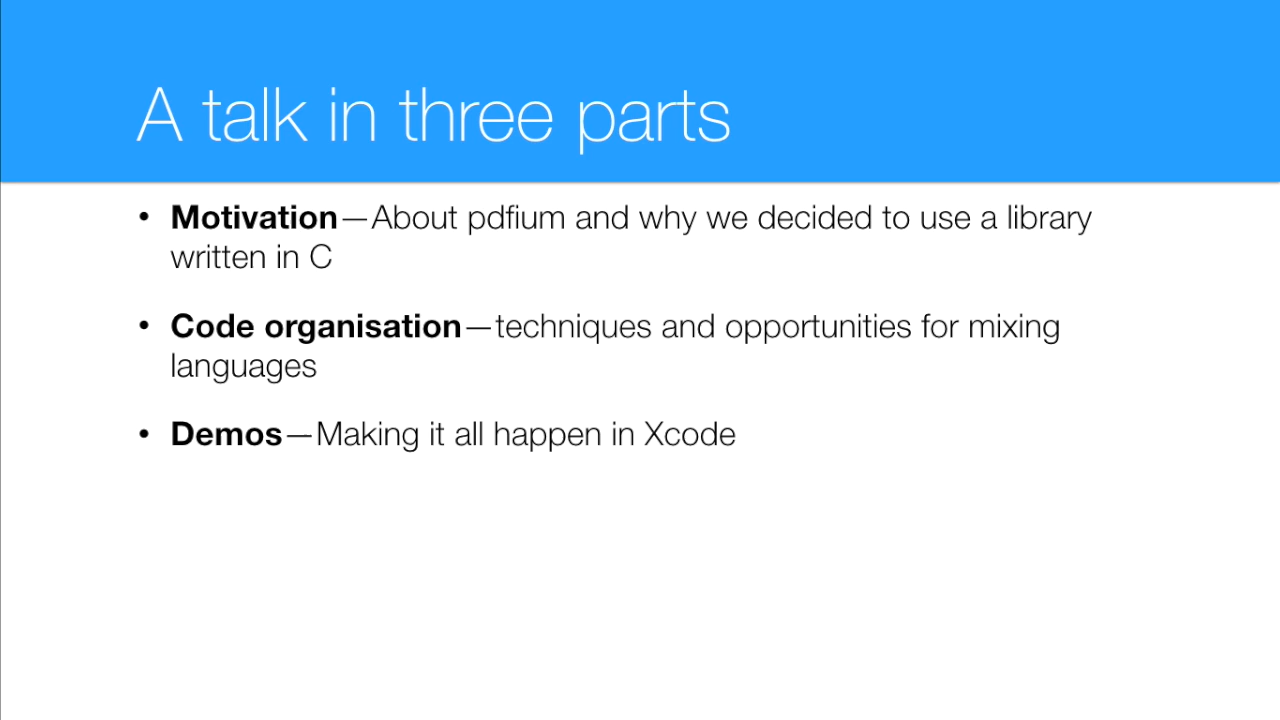 A talk in three parts
• Motivation—About pdfium and why we decided to use a library
written in C
• Code organisation—techniques and opportunities for mixing
languages
• Demos—Making it all happen in Xcode